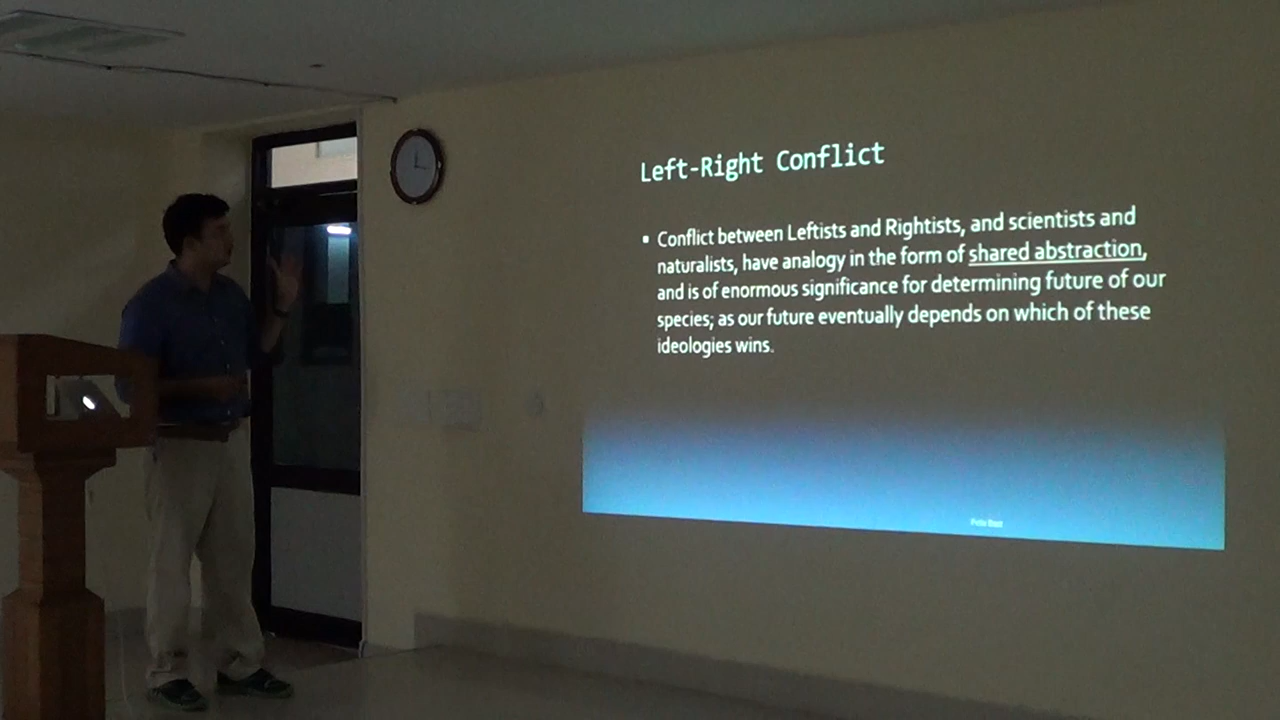 Left-Right Conflict
• Conflict between Leftists and Rightists, and scientists and
naturalists, have analogy in the form of shared abstraction,
and is of enormous significance for determining future of our
species; as our future eventually depends on which of these
ideologies wins.